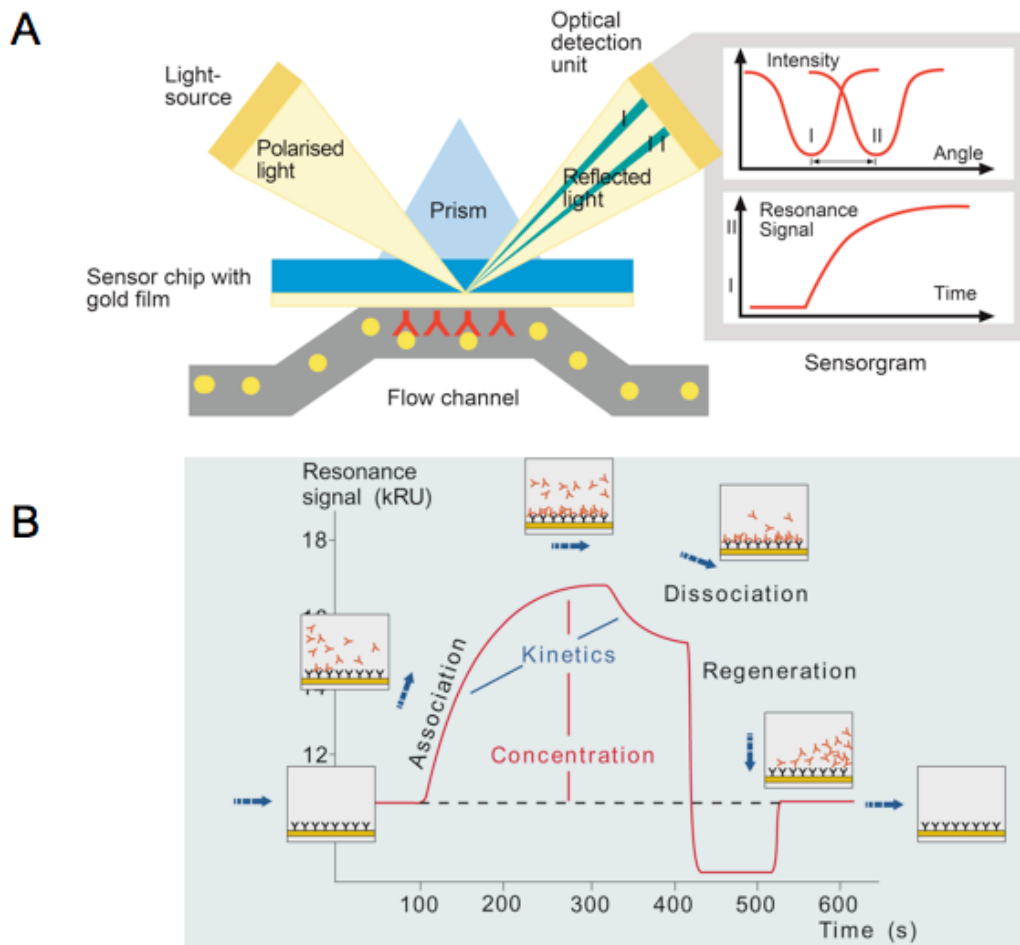 A
Light-
source
Polarised
light
Prism
Optical
detection
unit
I
I I
Reflected
light
Sensor chip with
gold film
Flow channel
Intensity
I
II
Angle
Resonance
Signal
II
I
Time
Sensorgram
B
Resonance
signal (kRU)
18
12
Association
Kinetics
Concentration
Dissociation
Regeneration
100
200
300
400
500
600
Time (s)